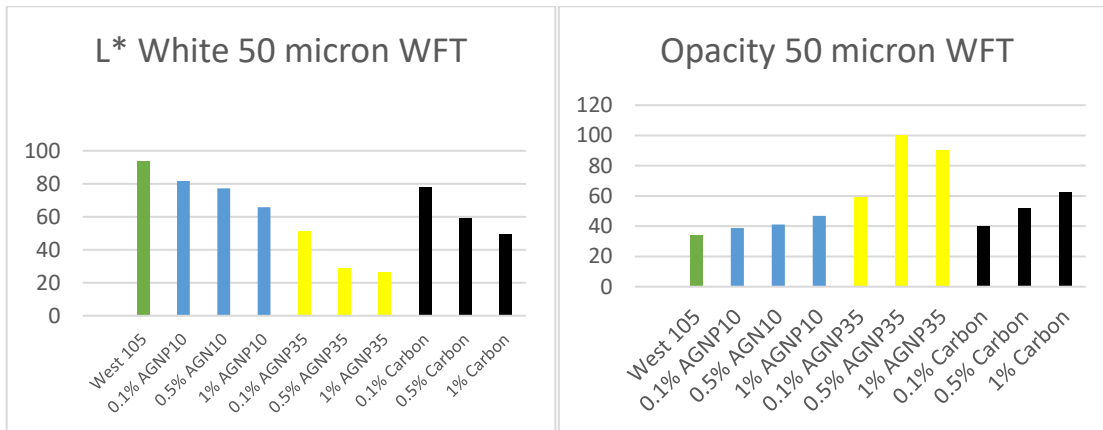 L* White 50 micron WFT
100
80
60
40
20
0
West 105
0.1% AGNP10
0.5% AGN10
1% AGNP10
0.1% AGNP35
0.5% AGNP35
1% AGNP35
0.1% Carbon
0.5% Carbon
1% Carbon
Opacity 50 micron WFT
120
100
80
60
40
20
0
West 105
0.1% AGNP10
0.5% AGN10
1% AGNP10
0.1% AGNP35
0.5% AGNP35
1% AGNP35
0.1% Carbon
0.5% Carbon
1% Carbon